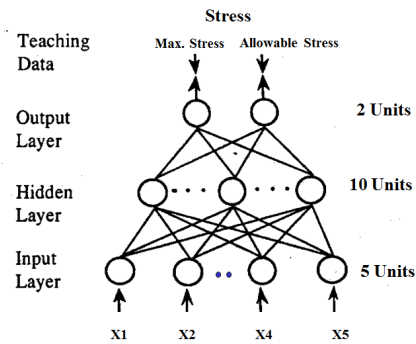 Stress
Teaching Data
Max. Stress
Allowable Stress
Output Layer
2 Units
Hidden Layer
10 Units
Input Layer
5 Units
X1 X2 X4 X5